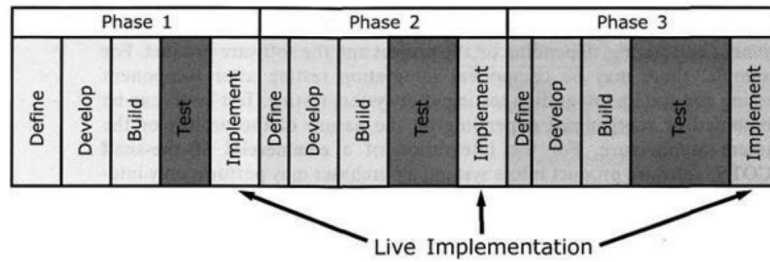 Phase 1 Phase 2 Phase 3
Define Develop Build Test Implement Define Develop Build Test Implement Define Develop Build Test Implement
Live Implementation